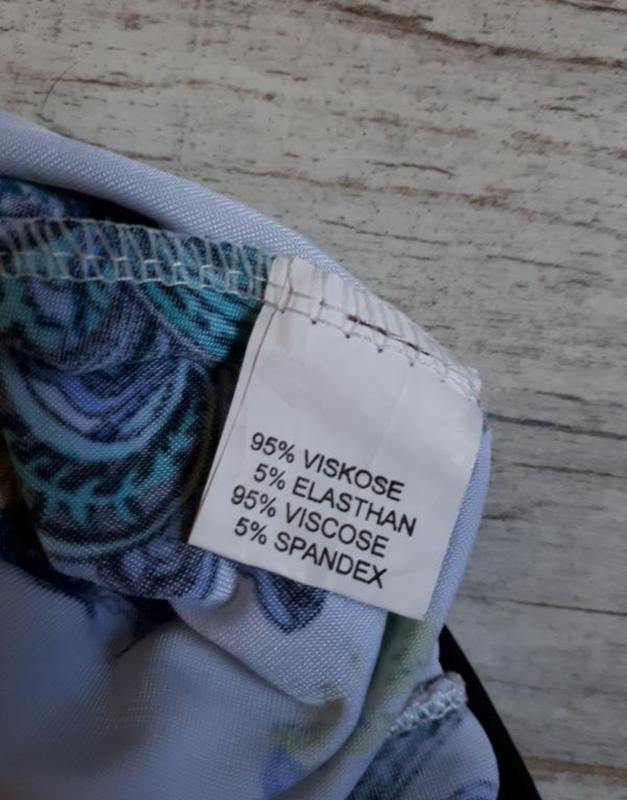 95% VISKOSE
5% ELASTHAN
95% VISCOSE
5% SPANDEX